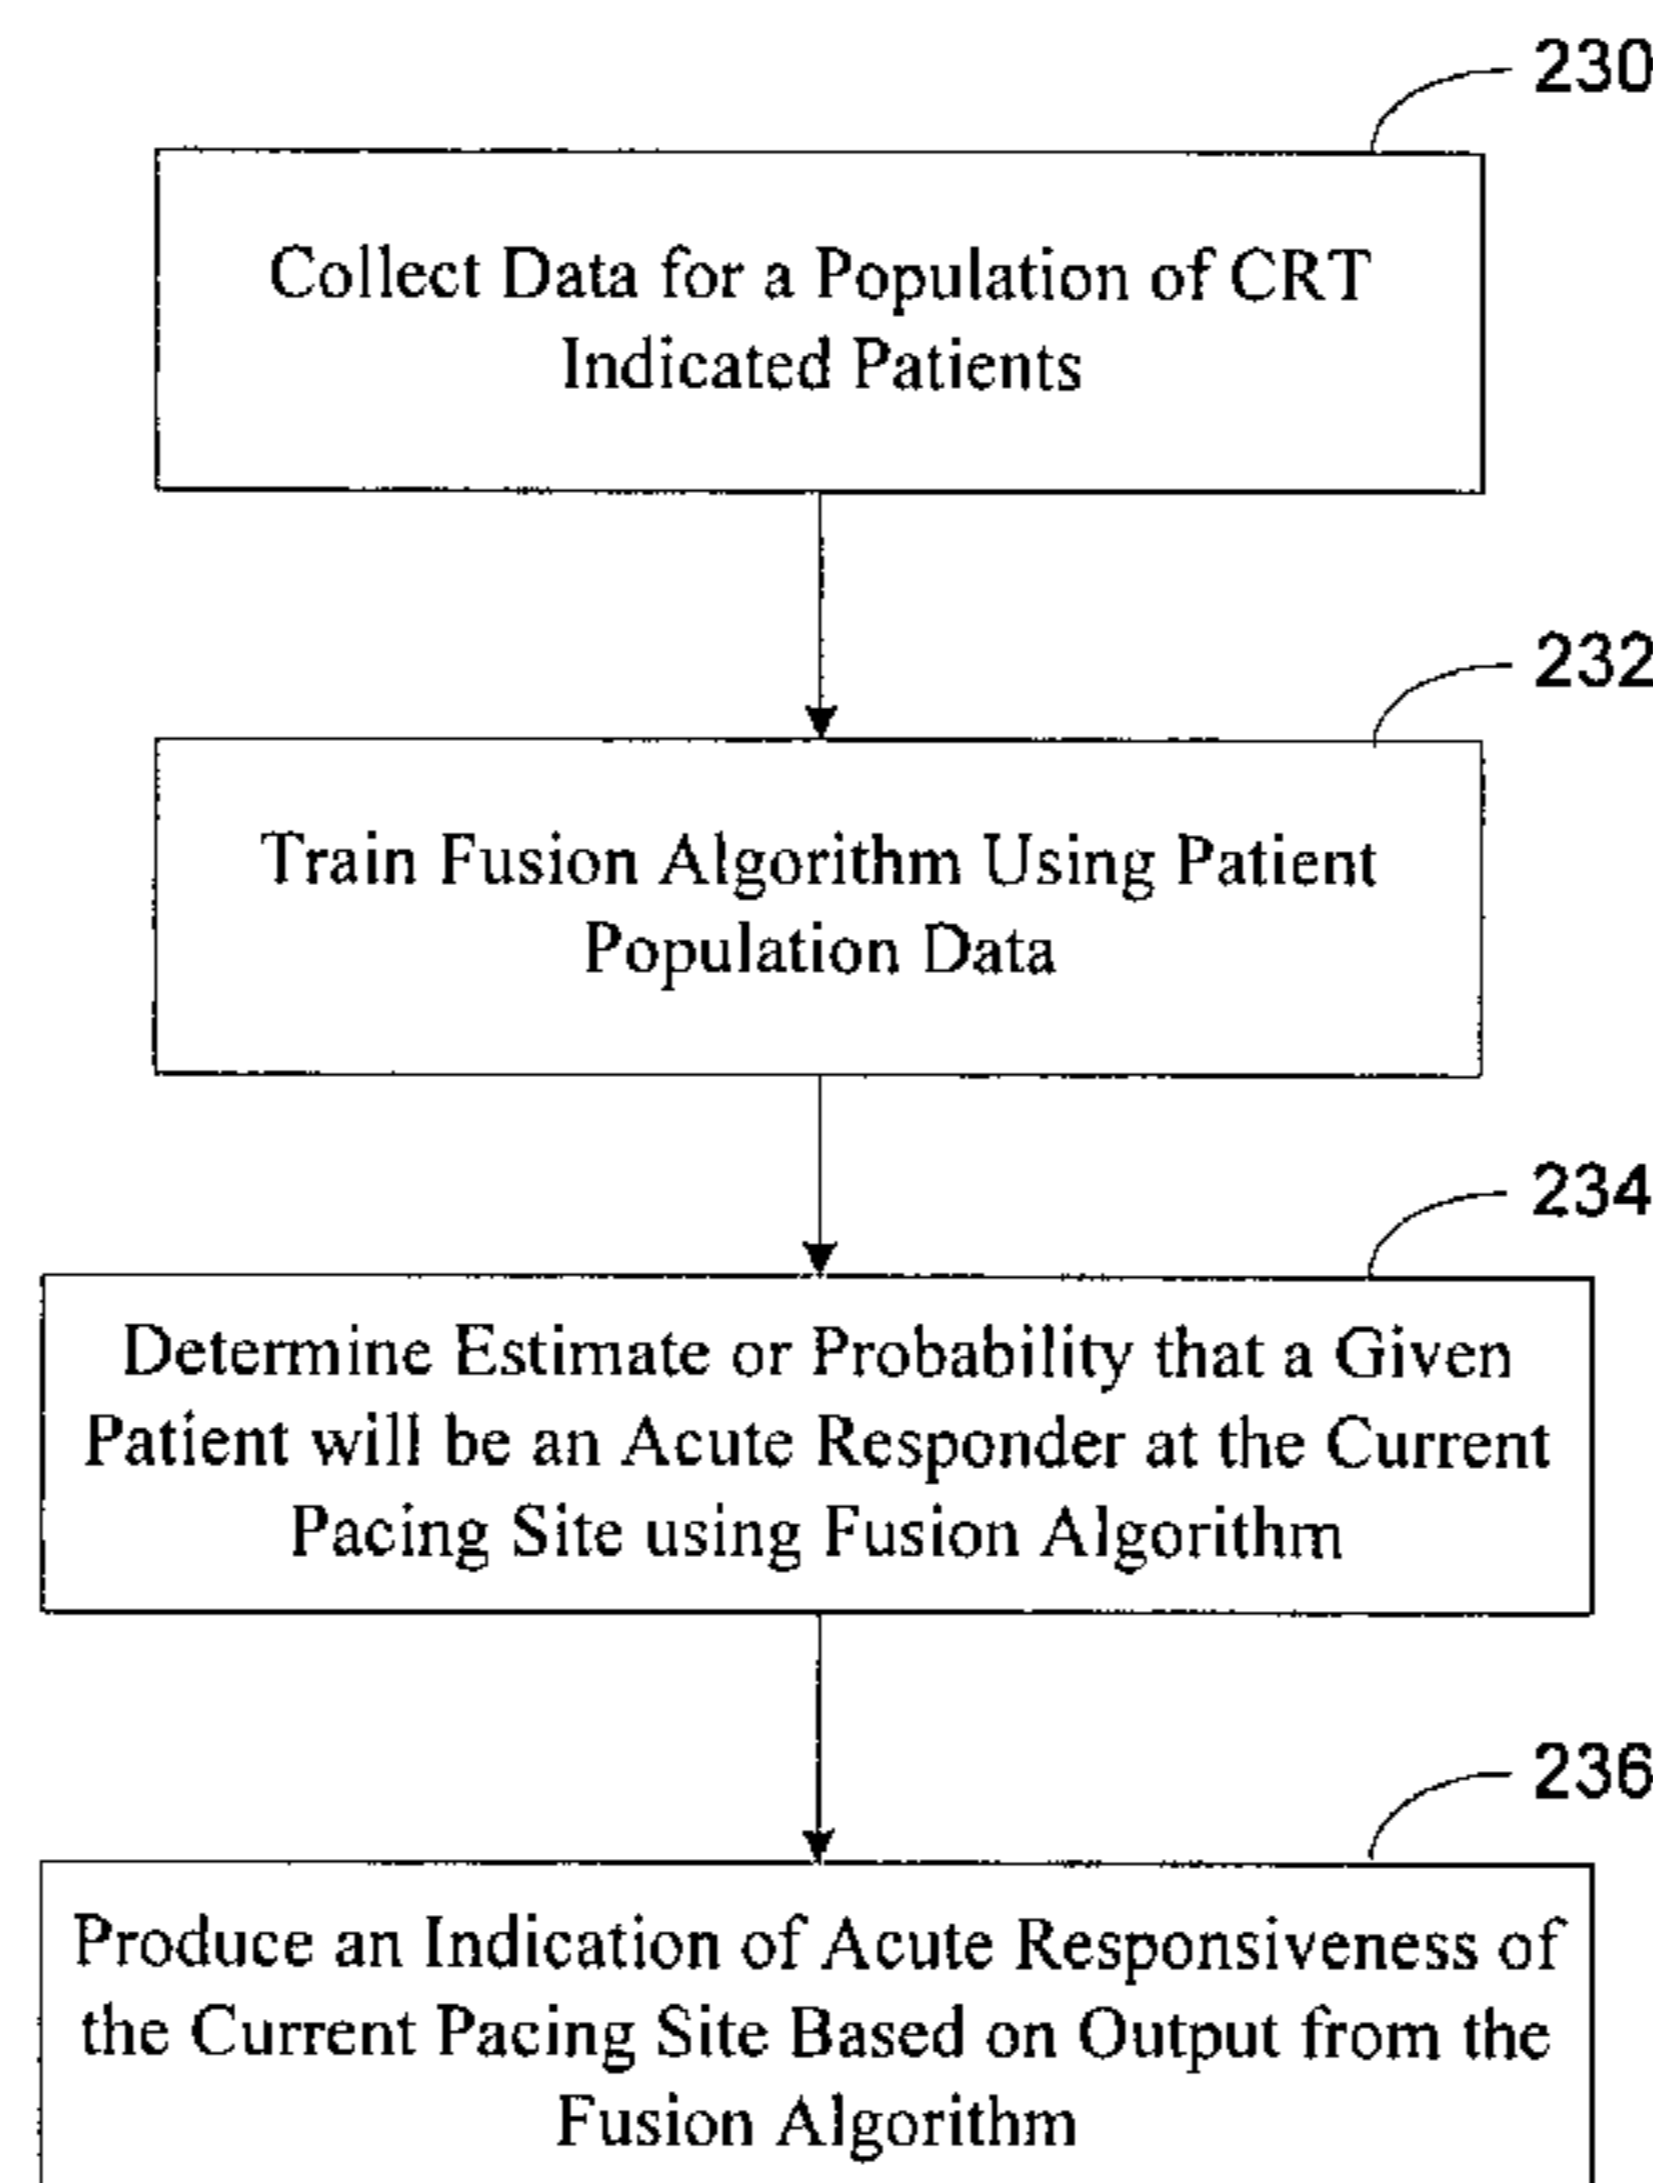 230
Collect Data for a Population of CRT
Indicated Patients
232
Train Fusion Algorithm Using Patient
Population Data
234
Determine Estimate or Probability that a Given
Patient will be an Acute Responder at the Current
Pacing Site using Fusion Algorithm
236
Produce an Indication of Acute Responsiveness of
the Current Pacing Site Based on Output from the
Fusion Algorithm